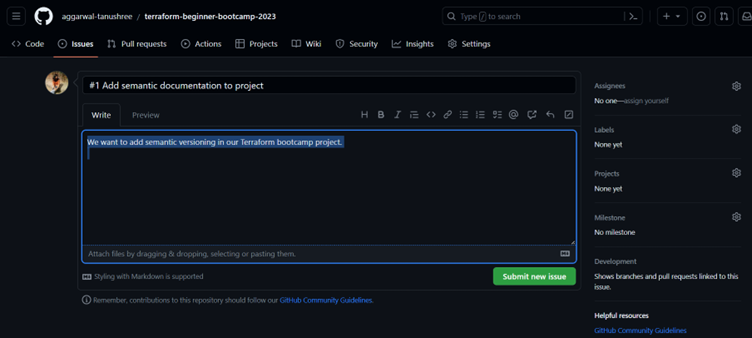 aggarwal-tanushree / terraform-beginner-bootcamp-2023
Type / to search
Code Issues Pull requests Actions Projects Wiki Security Insights Settings
#1 Add semantic documentation to project
Write Preview
We want to add semantic versioning in our Terraform bootcamp project.
Attach files by dragging & dropping, selecting or pasting them.
Styling with Markdown is supported
Submit new issue
Remember, contributions to this repository should follow our GitHub Community Guidelines.
Assignees
No one—assign yourself
Labels
None yet
Projects
None yet
Milestone
No milestone
Development
Shows branches and pull requests linked to this
issue.
Helpful resources
GitHub Community Guidelines